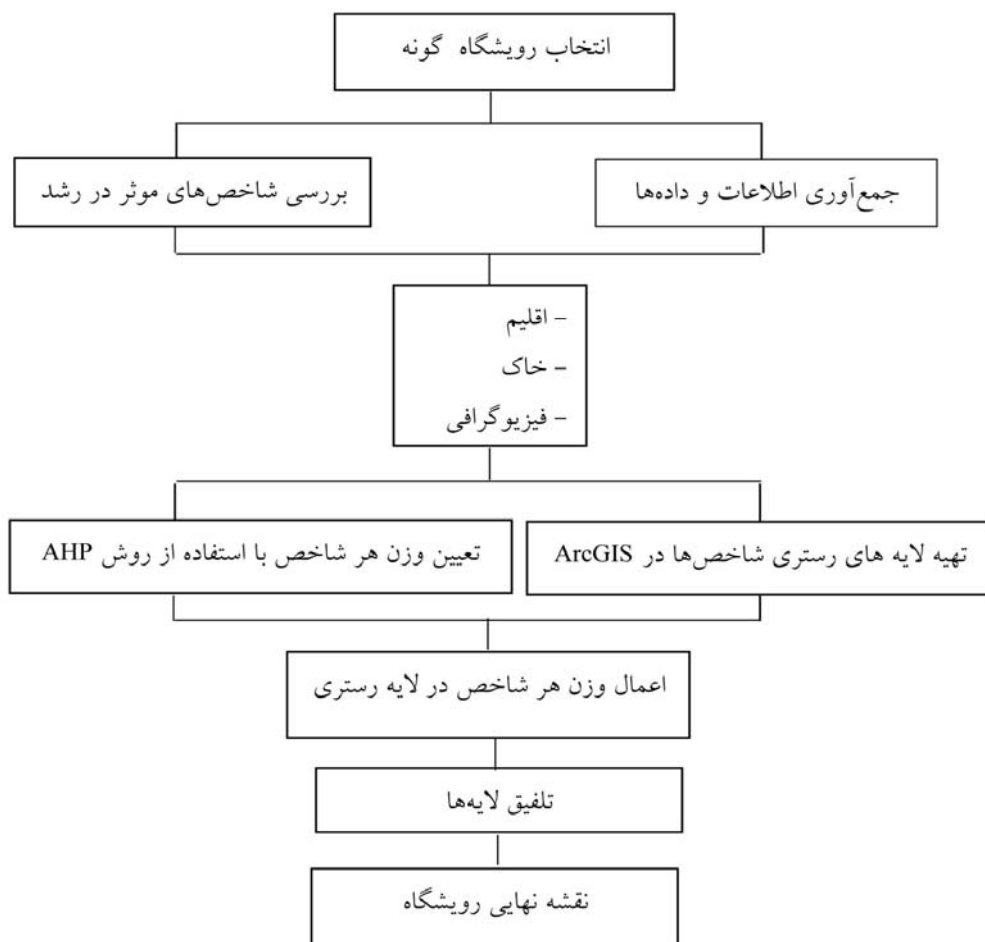 انتخاب رویشگاه گونه
جمع‌آوری اطلاعات و داده‌ها
بررسی شاخص‌های موثر در رشد
- اقلیم
- خاک
- فیزیوگرافی
تهیه لایه های رستری شاخص‌ها در ArcGIS
تعیین وزن هر شاخص با استفاده از روش AHP
اعمال وزن هر شاخص در لایه رستری
تلفیق لایه‌ها
نقشه نهایی رویشگاه